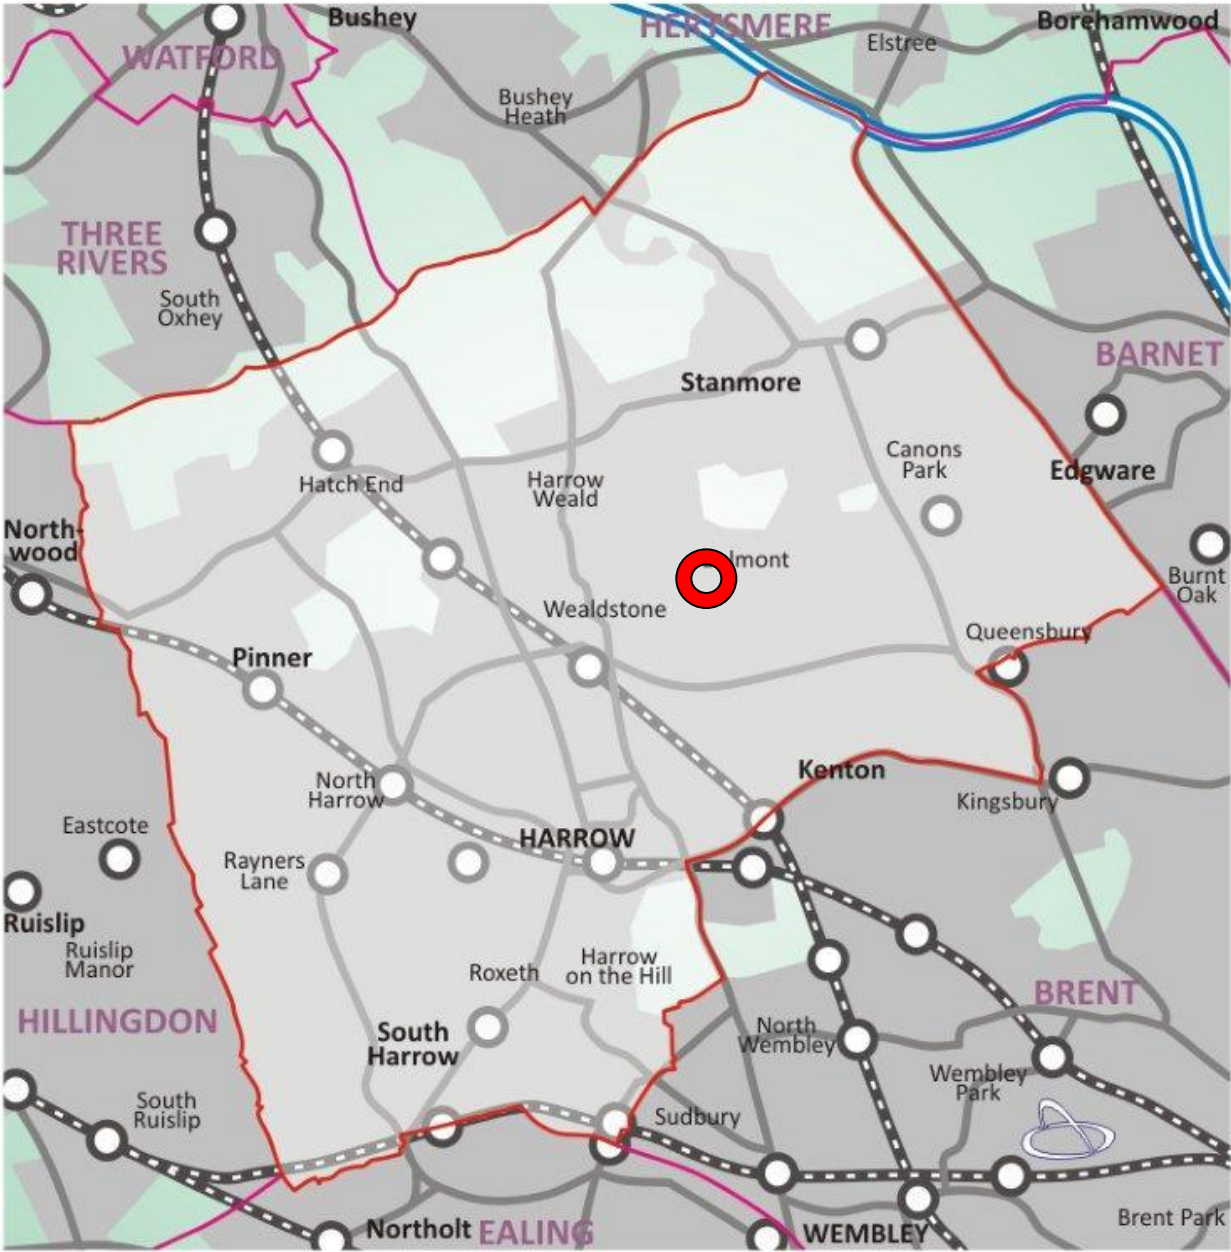 Bushey
HERTSMERE
Borehamwood
WATFORD
Elstree
Bushey
Heath
THREE
RIVERS
South
Oxhey
BARNET
Stanmore
Canons
Park
Edgware
Harrow
Weald
Hatch End
North-
wood
mont
Burnt
Oak
Wealdstone
Queensbury
Pinner
Kenton
North
Harrow
Kingsbury
Eastcote
HARROW
Rayners
Lane
Ruislip
Ruislip
Manor
Harrow
on the Hill
Roxeth
BRENT
HILLINGDON
South
Harrow
North
Wembley
Wembley
Park
South
Ruislip
Sudbury
Northolt
EALING
WEMBLEY
Brent Park